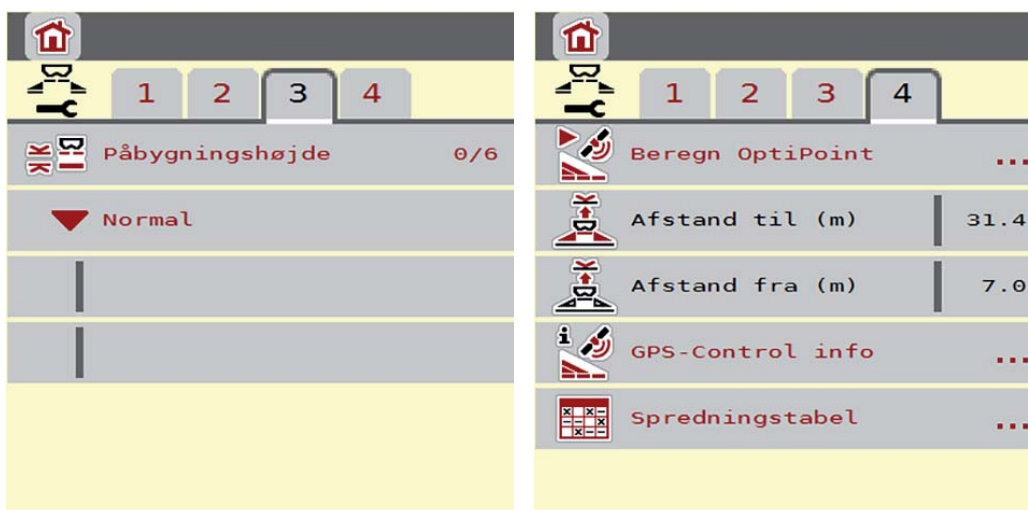 1 2 3 4
Påbygningshøjde 0/6
Normal
1 2 3 4
Beregn OptiPoint ...
Afstand til (m) 31.4
Afstand fra (m) 7.0
GPS-Control info ...
Spredningstabel ...